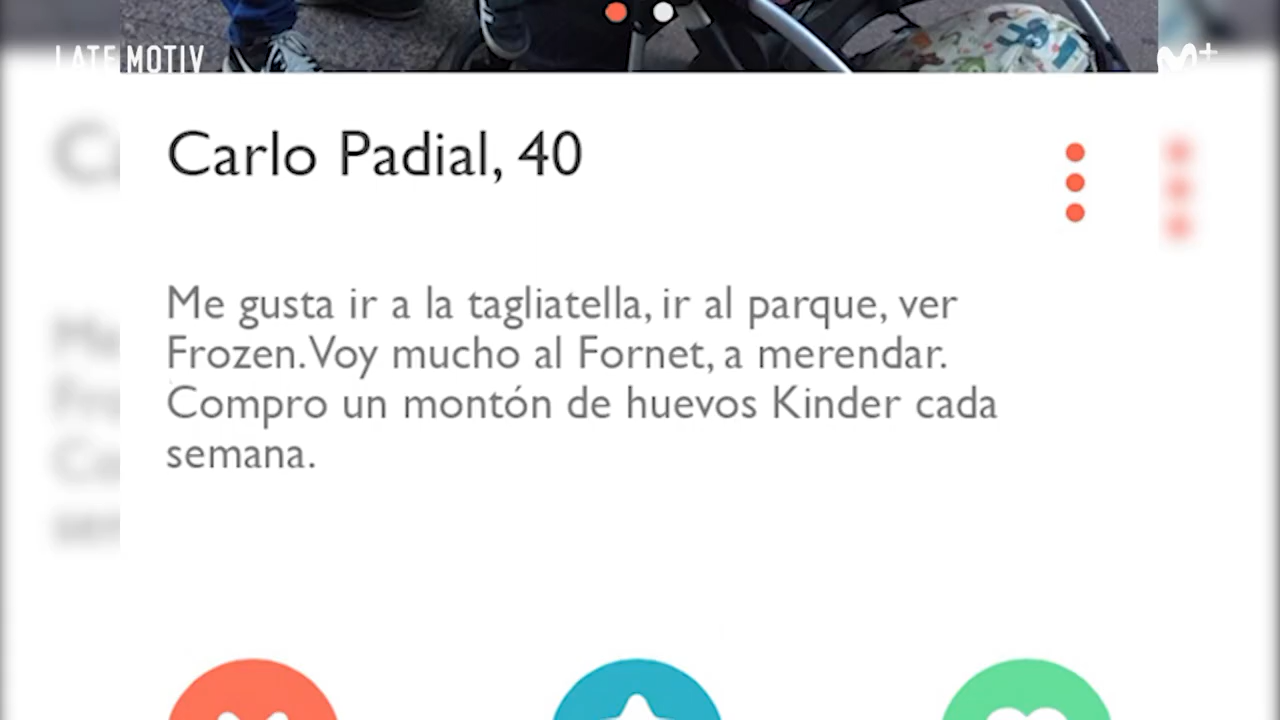 LATE MOTIV
M+
Carlo Padial, 40
Me gusta ir a la tagliatella, ir al parque, ver
Frozen. Voy mucho al Fornet, a merendar.
Compro un montón de huevos Kinder cada
semana.